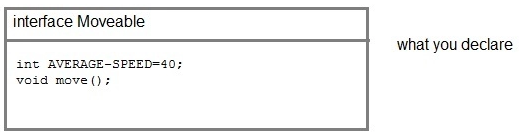 interface Moveable
what you declare
int AVERAGE-SPEED=40;
void move();